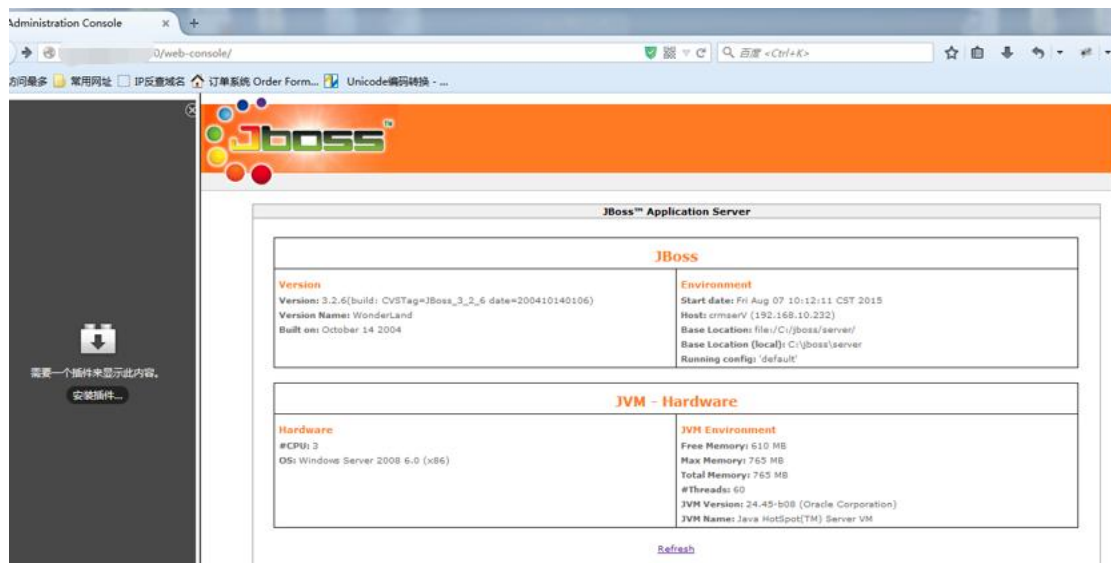 Administration Console × +
0/web-console/
百度 <Ctrl+K>
访问最多 常用网址 IP反查域名 订单系统 Order Form... Unicode编码转换 - ...
Jboss
JBoss™ Application Server
JBoss
Version
Version: 3.2.6(build: CVSTag=JBoss_3_2_6 date=200410140106)
Version Name: WonderLand
Built on: October 14 2004
Environment
Start date: Fri Aug 07 10:12:11 CST 2015
Host: crmserV (192.168.10.232)
Base Location: file:/C:/jboss/server/
Base Location (local): C:\jboss\server
Running config: 'default'
需要一个插件来显示此内容。
安装插件...
JVM - Hardware
Hardware
#CPU: 3
OS: Windows Server 2008 6.0 (x86)
JVM Environment
Free Memory: 610 MB
Max Memory: 765 MB
Total Memory: 765 MB
#Threads: 60
JVM Version: 24.45-b08 (Oracle Corporation)
JVM Name: Java HotSpot(TM) Server VM
Refresh